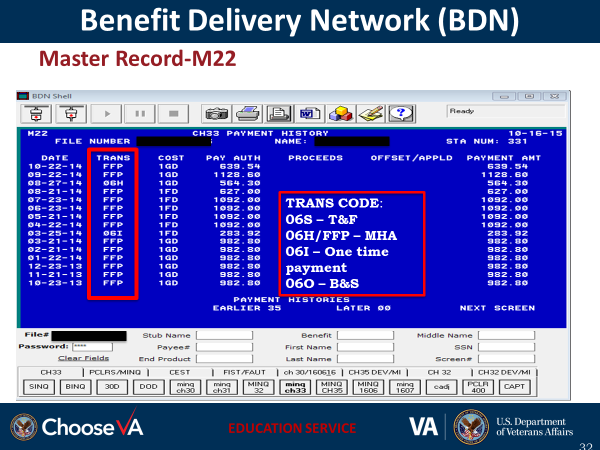 Benefit Delivery Network (BDN)
Master Record-M22
BDN Shell
Ready
M22 CH33 PAYMENT HISTORY 10-16-15
FILE NUMBER NAME: STA NUM: 331
DATE TRANS COST PAY AUTH PROCEEDS OFFSET/APPLD PAYMENT AMT
10-22-14 FFP 1GD 639.54 639.54
09-22-14 FFP 1GD 1128.60 1128.60
08-27-14 06H 1GD 564.30 564.30
08-21-14 FFP 1FD 627.00 627.00
07-23-14 FFP 1FD 1092.00 1092.00
06-23-14 FFP 1FD 1092.00 1092.00
05-21-14 FFP 1FD 1092.00 1092.00
04-22-14 FFP 1FD 1092.00 1092.00
03-25-14 06I 1FD 283.92 283.92
03-21-14 FFP 1GD 982.80 982.80
02-21-14 FFP 1GD 982.80 982.80
01-22-14 FFP 1GD 982.80 982.80
12-23-13 FFP 1GD 982.80 982.80
11-21-13 FFP 1GD 982.80 982.80
10-23-13 FFP 1GD 982.80 982.80
TRANS CODE:
06S – T&F
06H/FFP – MHA
06I – One time
payment
06O – B&S
PAYMENT HISTORIES
EARLIER 35 LATER 00 NEXT SCREEN
File# Stub Name Benefit Middle Name
Password: **** Payee# First Name SSN
Clear Fields End Product Last Name Screen#
CH33 PCLRS/MINQ CEST FIST/FAUT ch 30/160616 CH35 DEV/MI CH 32 CH32 DEV/MI
SINQ BINQ 30D DOD minq ch30 minq ch31 MINQ 32 minq ch33 MINQ CH35 MINQ 1606 minq 1607 cadj PCLR 400 CAPT
Choose VA
EDUCATION SERVICE
VA
U.S. Department
of Veterans Affairs
32